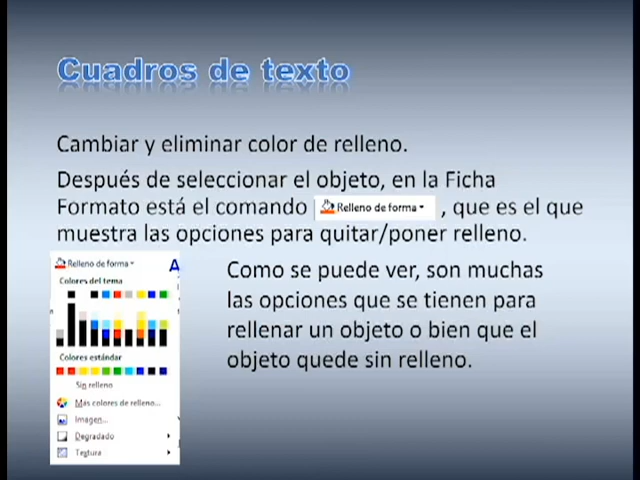 Cuadros de texto
Cambiar y eliminar color de relleno.
Después de seleccionar el objeto, en la Ficha
Formato está el comando Relleno de forma , que es el que
muestra las opciones para quitar/poner relleno.
Relleno de forma A
Colores del tema
Colores estándar
Sin relleno
Más colores de relleno...
Imagen...
Degradado
Textura
Como se puede ver, son muchas
las opciones que se tienen para
rellenar un objeto o bien que el
objeto quede sin relleno.